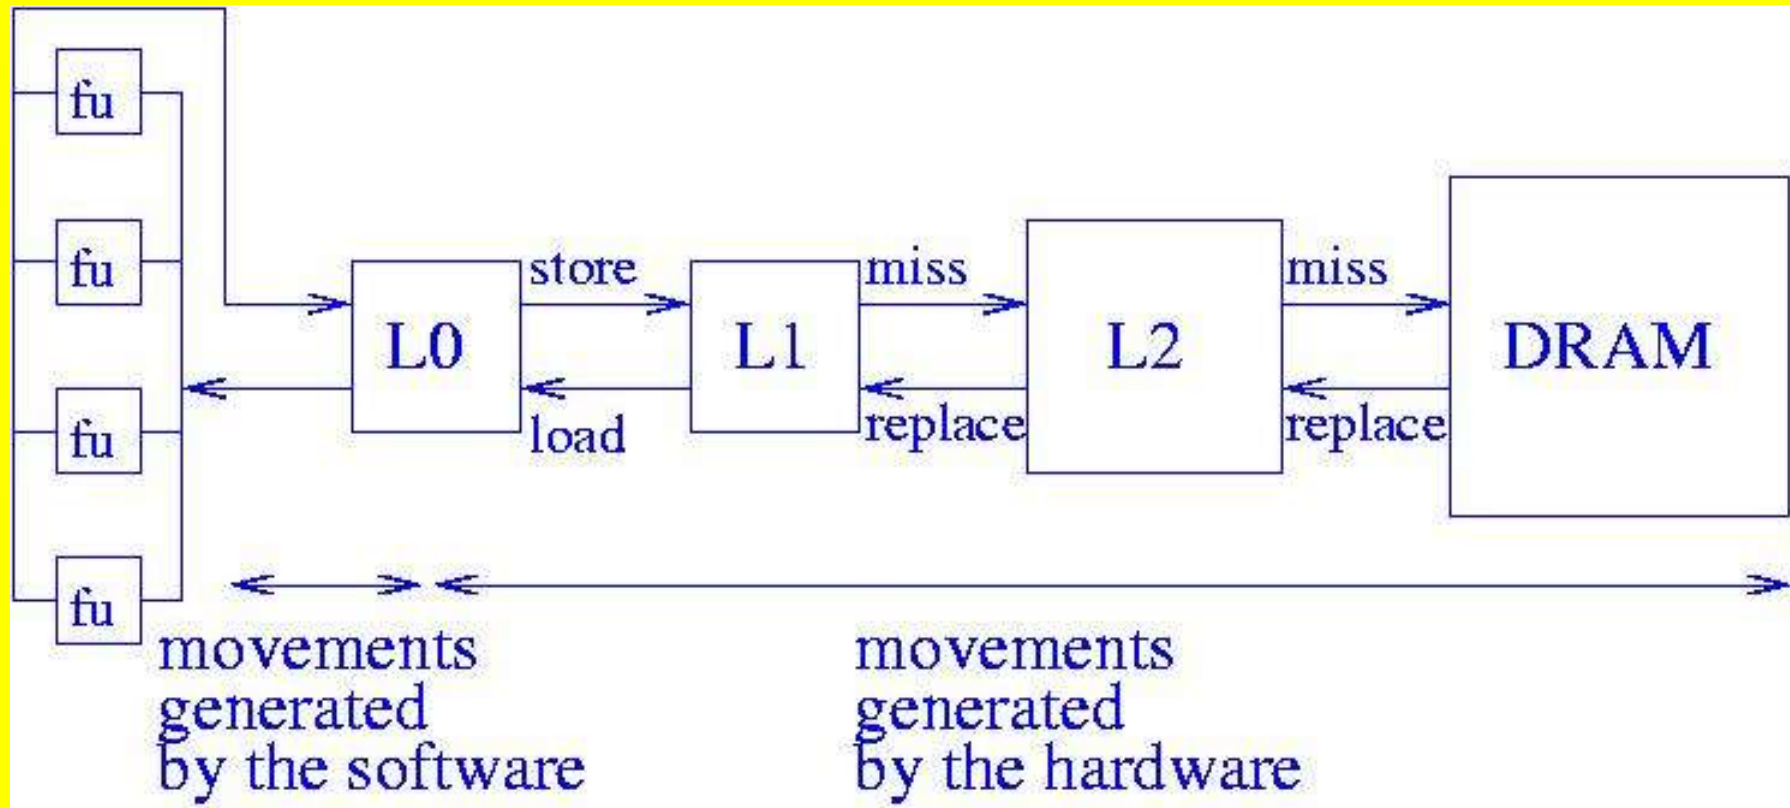 fu
fu
fu
fu
store
miss
miss
L0
L1
L2
DRAM
load
replace
replace
movements
generated
by the software
movements
generated
by the hardware